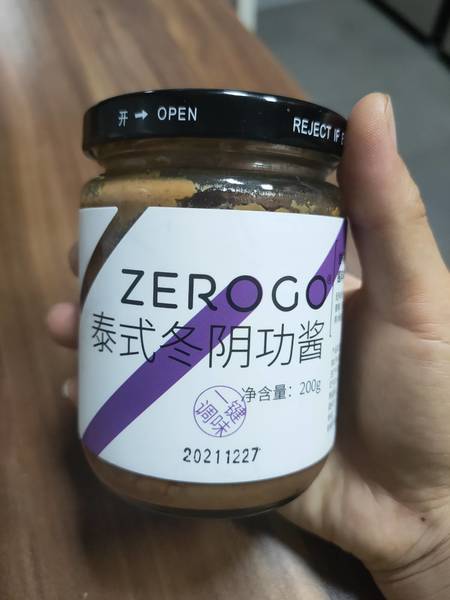 开 → OPEN
REJECT IF
ZEROGO
泰式冬阴功酱
净含量：200g
一键
调味
20211227